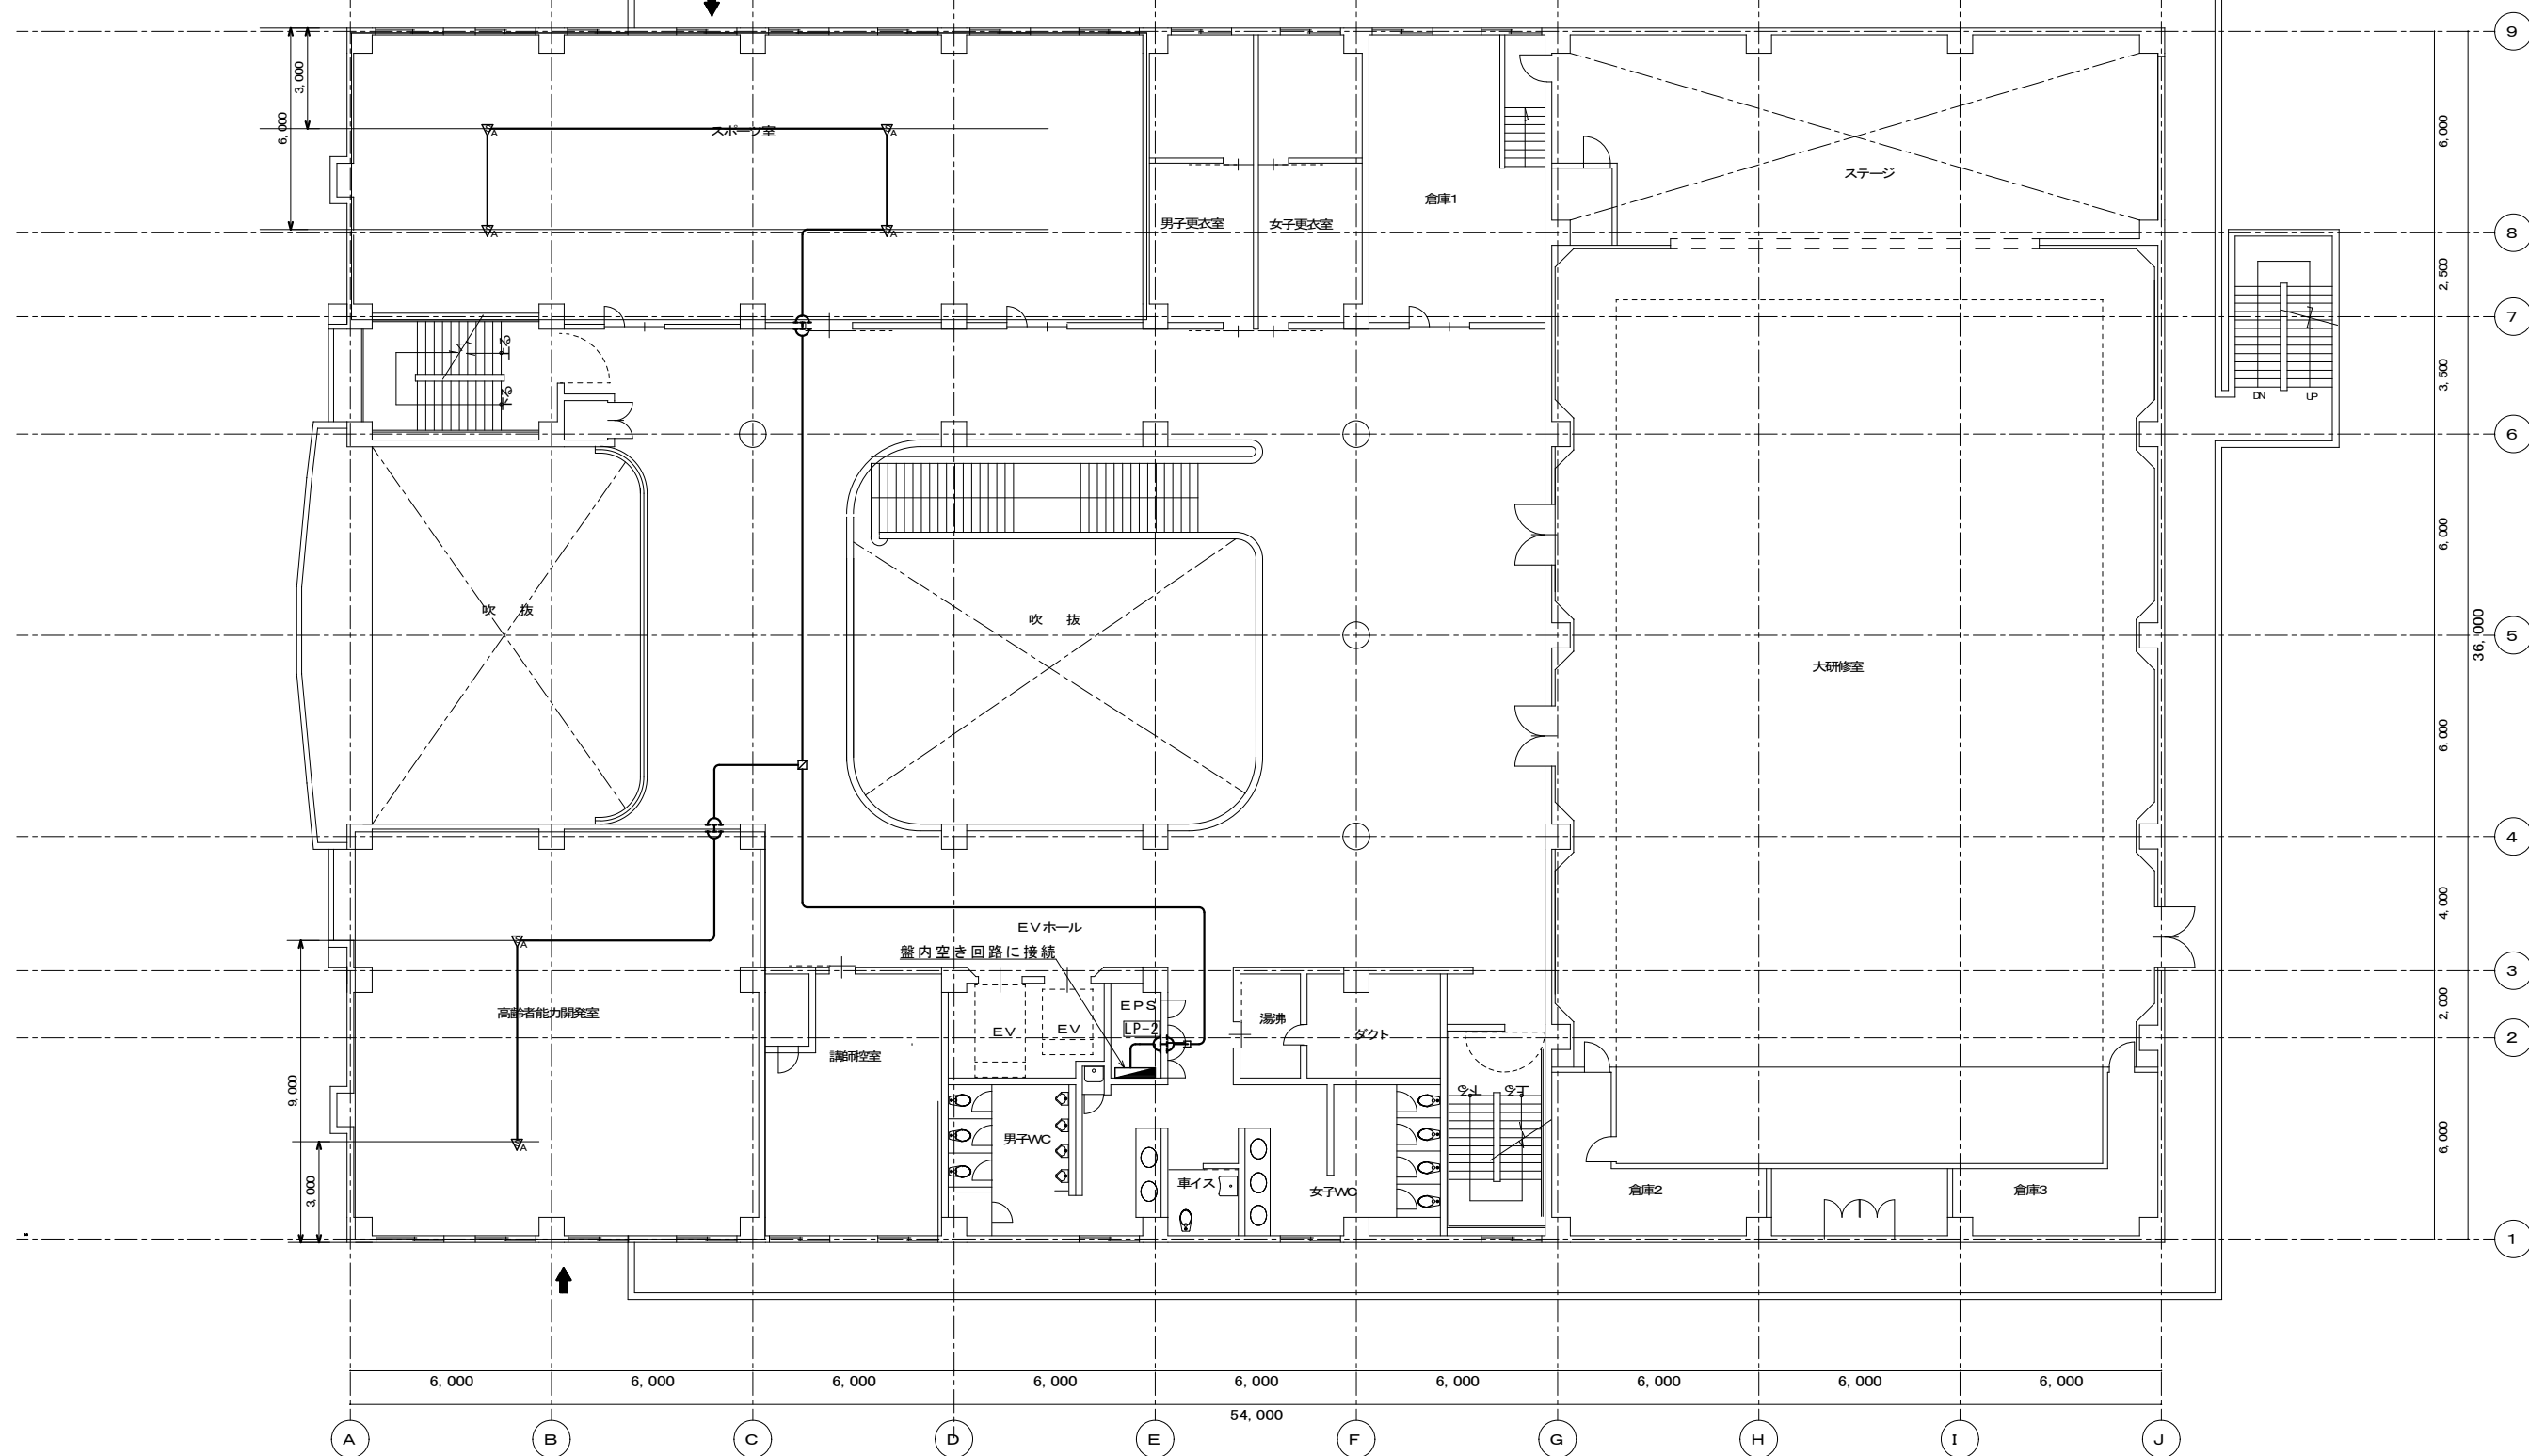 9
3,000
6,000
A
A
スポーツ室
6,000
ステージ
倉庫1
男子更衣室
女子更衣室
A
A
8
2,500
7
3,500
DN
UP
6
6,000
吹 抜
吹 抜
5
36,000
大研修室
6,000
4
4,000
EVホール
A
盤内空き回路に接続
3
EPS
2,000
高齢者能力開発室
湯沸
LP-2
EV
EV
ダクト
2
講師控室
9,000
男子WC
A
6,000
車イス
女子WC
倉庫2
倉庫3
3,000
1
6,000
6,000
6,000
6,000
6,000
6,000
6,000
6,000
6,000
54,000
A
B
C
D
E
F
G
H
I
J